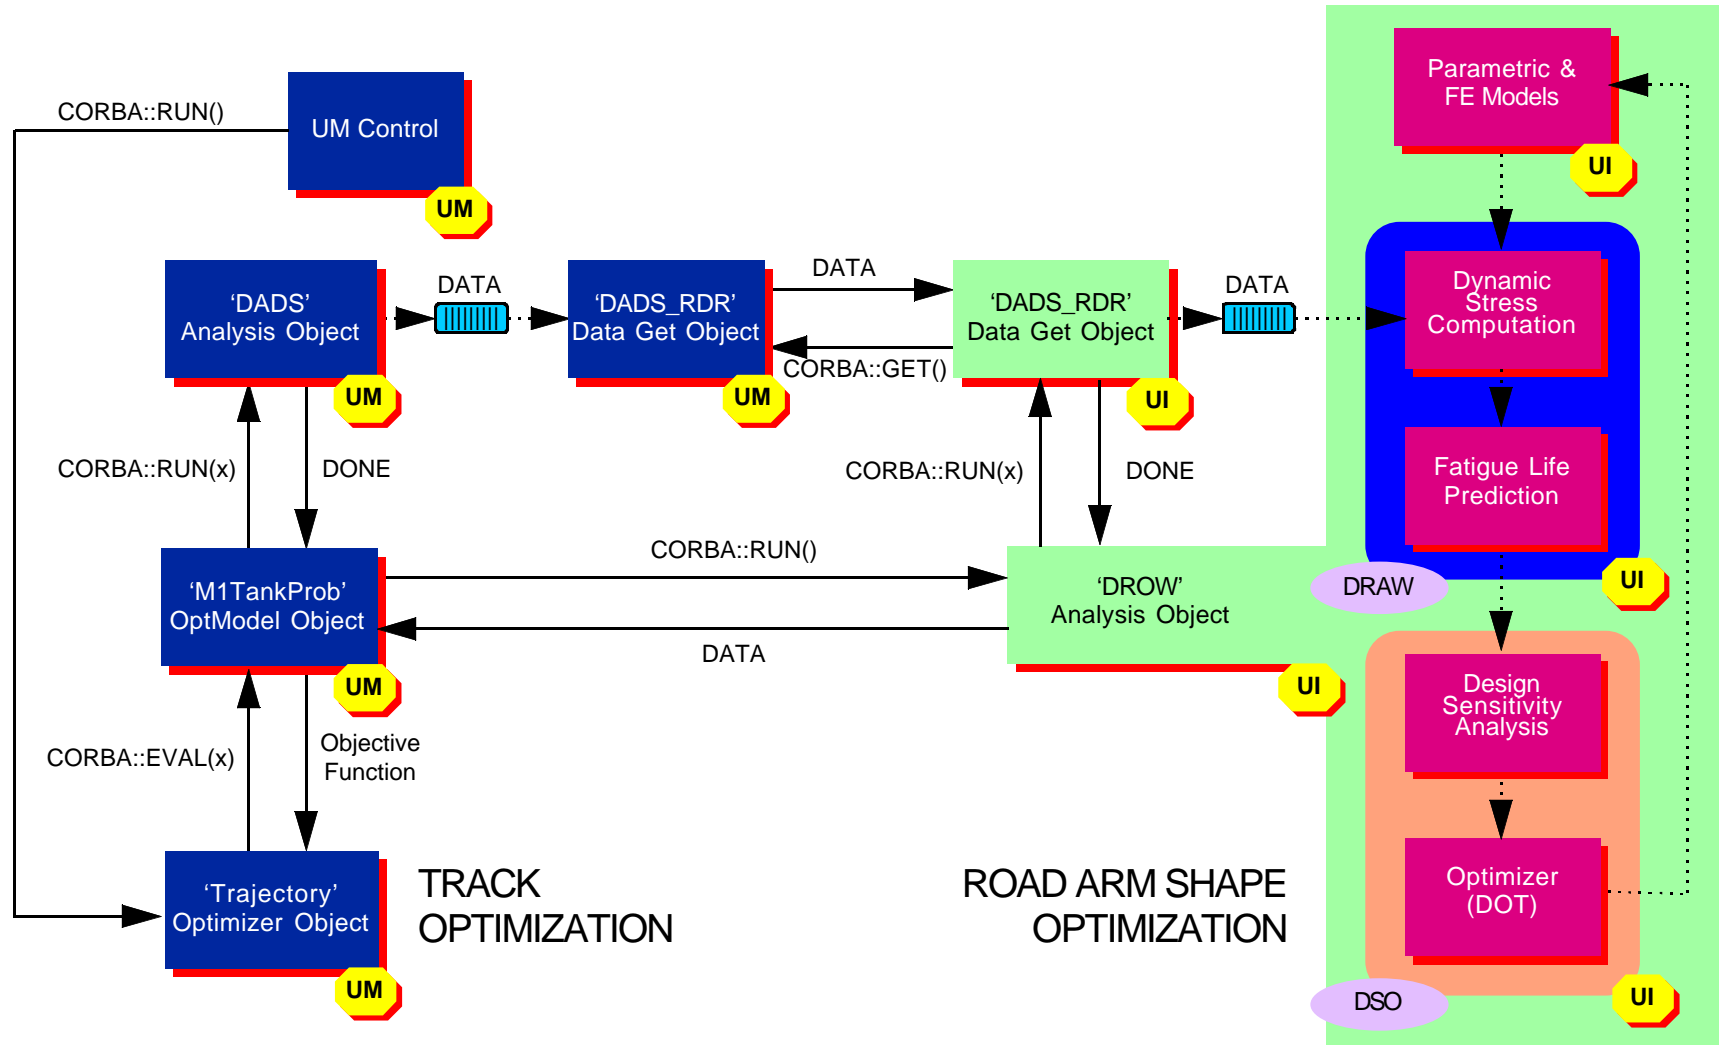 Parametric &
FE Models
UI
CORBA::RUN()
UM Control
UM
'DADS'
Analysis Object
UM
DATA
'DADS_RDR'
Data Get Object
UM
DATA
CORBA::GET()
'DADS_RDR'
Data Get Object
UI
DATA
Dynamic
Stress
Computation
CORBA::RUN(x)
DONE
CORBA::RUN(x)
DONE
Fatigue Life
Prediction
UI
DRAW
'M1TankProb'
OptModel Object
UM
CORBA::RUN()
DATA
'DROW'
Analysis Object
UI
Design
Sensitivity
Analysis
CORBA::EVAL(x)
Objective
Function
'Trajectory'
Optimizer Object
UM
TRACK
OPTIMIZATION
ROAD ARM SHAPE
OPTIMIZATION
Optimizer
(DOT)
DSO
UI